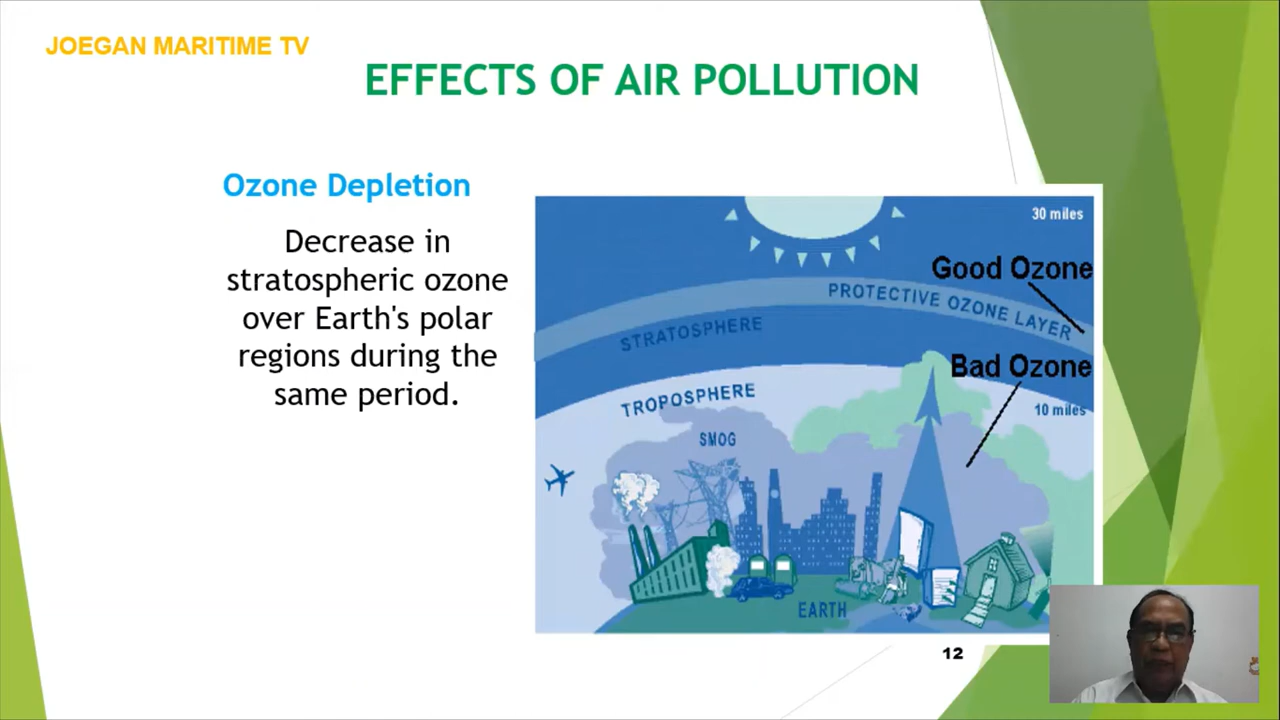 JOEGAN MARITIME TV
EFFECTS OF AIR POLLUTION
Ozone Depletion
Decrease in
stratospheric ozone
over Earth's polar
regions during the
same period.
30 miles
Good Ozone
PROTECTIVE OZONE LAYER
STRATOSPHERE
Bad Ozone
TROPOSPHERE
10 miles
SMOG
EARTH
12